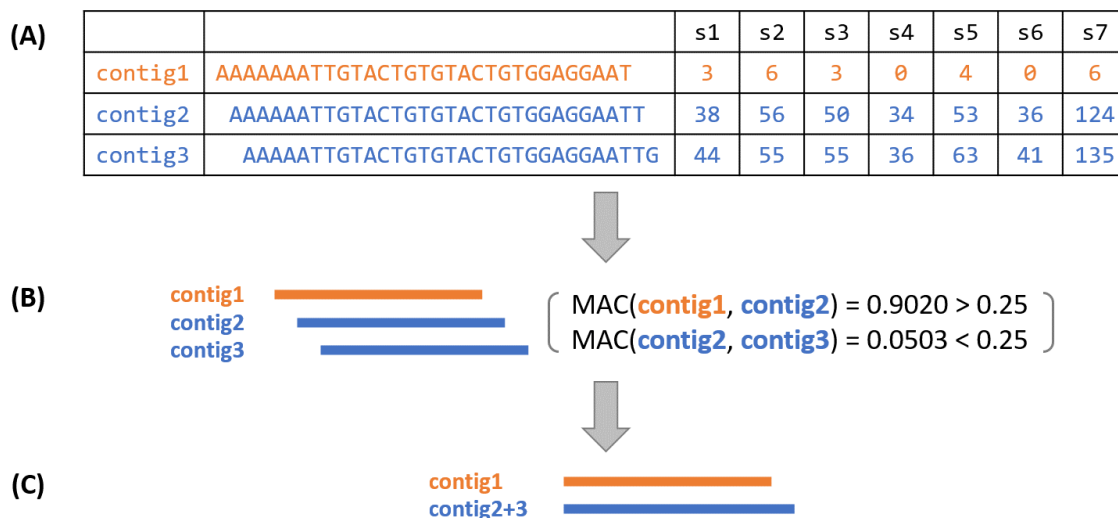 (A)
s1 s2 s3 s4 s5 s6 s7
contig1 AAAAAAATTGTACTGTGTACTGTGGAGGAAT 3 6 3 0 4 0 6
contig2 AAAAAATTGTACTGTGTACTGTGGAGGAATT 38 56 50 34 53 36 124
contig3 AAAAATTGTACTGTGTACTGTGGAGGAATTG 44 55 55 36 63 41 135
(B)
contig1
contig2
contig3
MAC(contig1, contig2) = 0.9020 > 0.25
MAC(contig2, contig3) = 0.0503 < 0.25
(C)
contig1
contig2+3